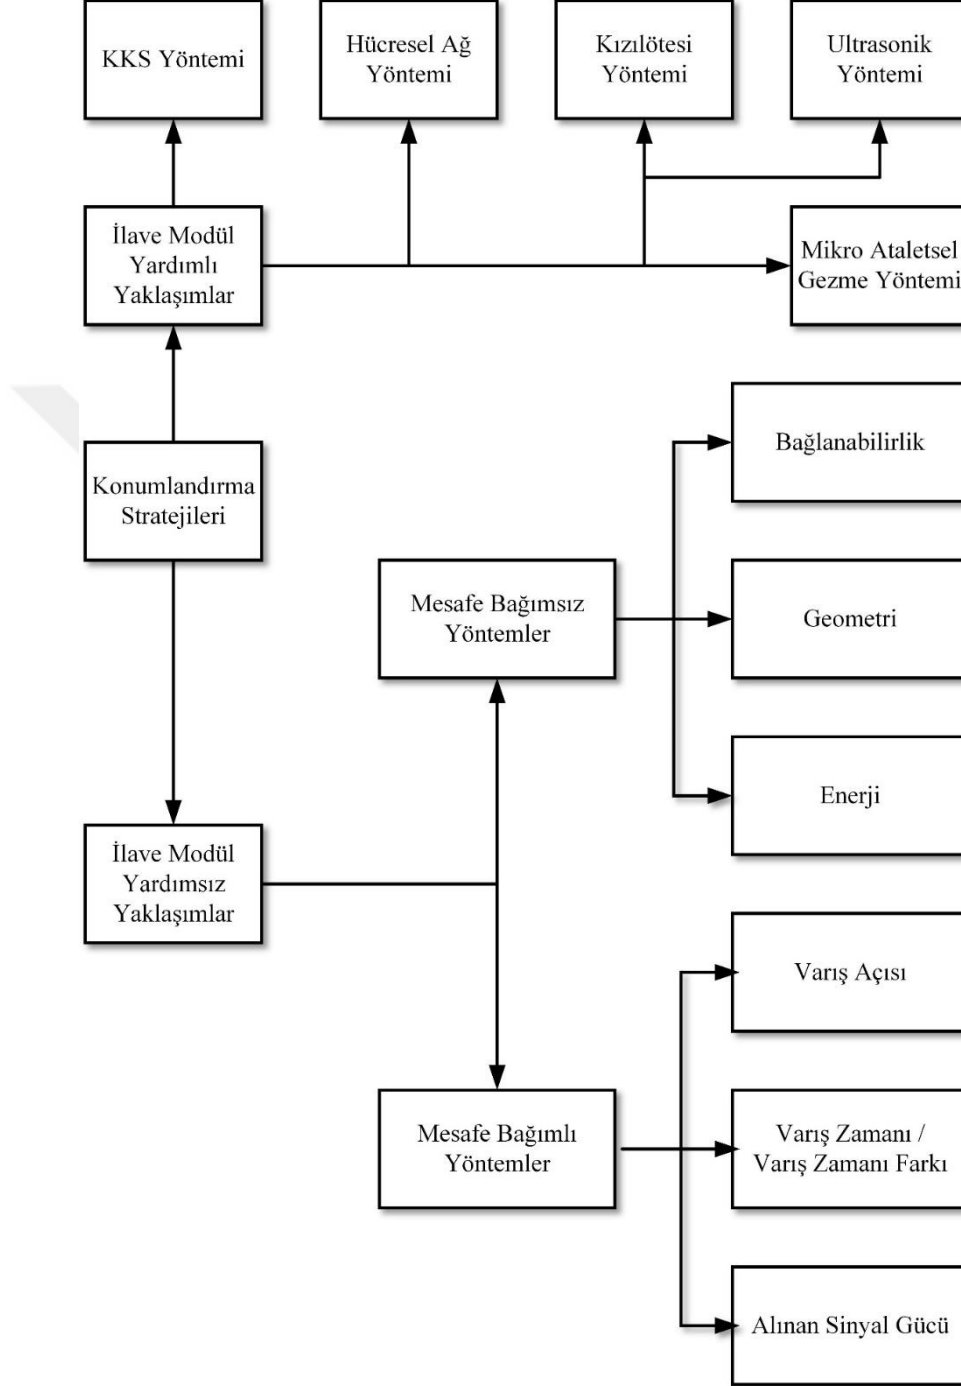 KKS Yöntemi
Hücresel Ağ
Yöntemi
Kızılötesi
Yöntemi
Ultrasonik
Yöntemi
İlave Modül
Yardımlı
Yaklaşımlar
Mikro Ataletsel
Gezme Yöntemi
Bağlanabilirlik
Konumlandırma
Stratejileri
Mesafe Bağımsız
Yöntemler
Geometri
Enerji
İlave Modül
Yardımsız
Yaklaşımlar
Varış Açısı
Mesafe Bağımlı
Yöntemler
Varış Zamanı /
Varış Zamanı Farkı
Alınan Sinyal Gücü